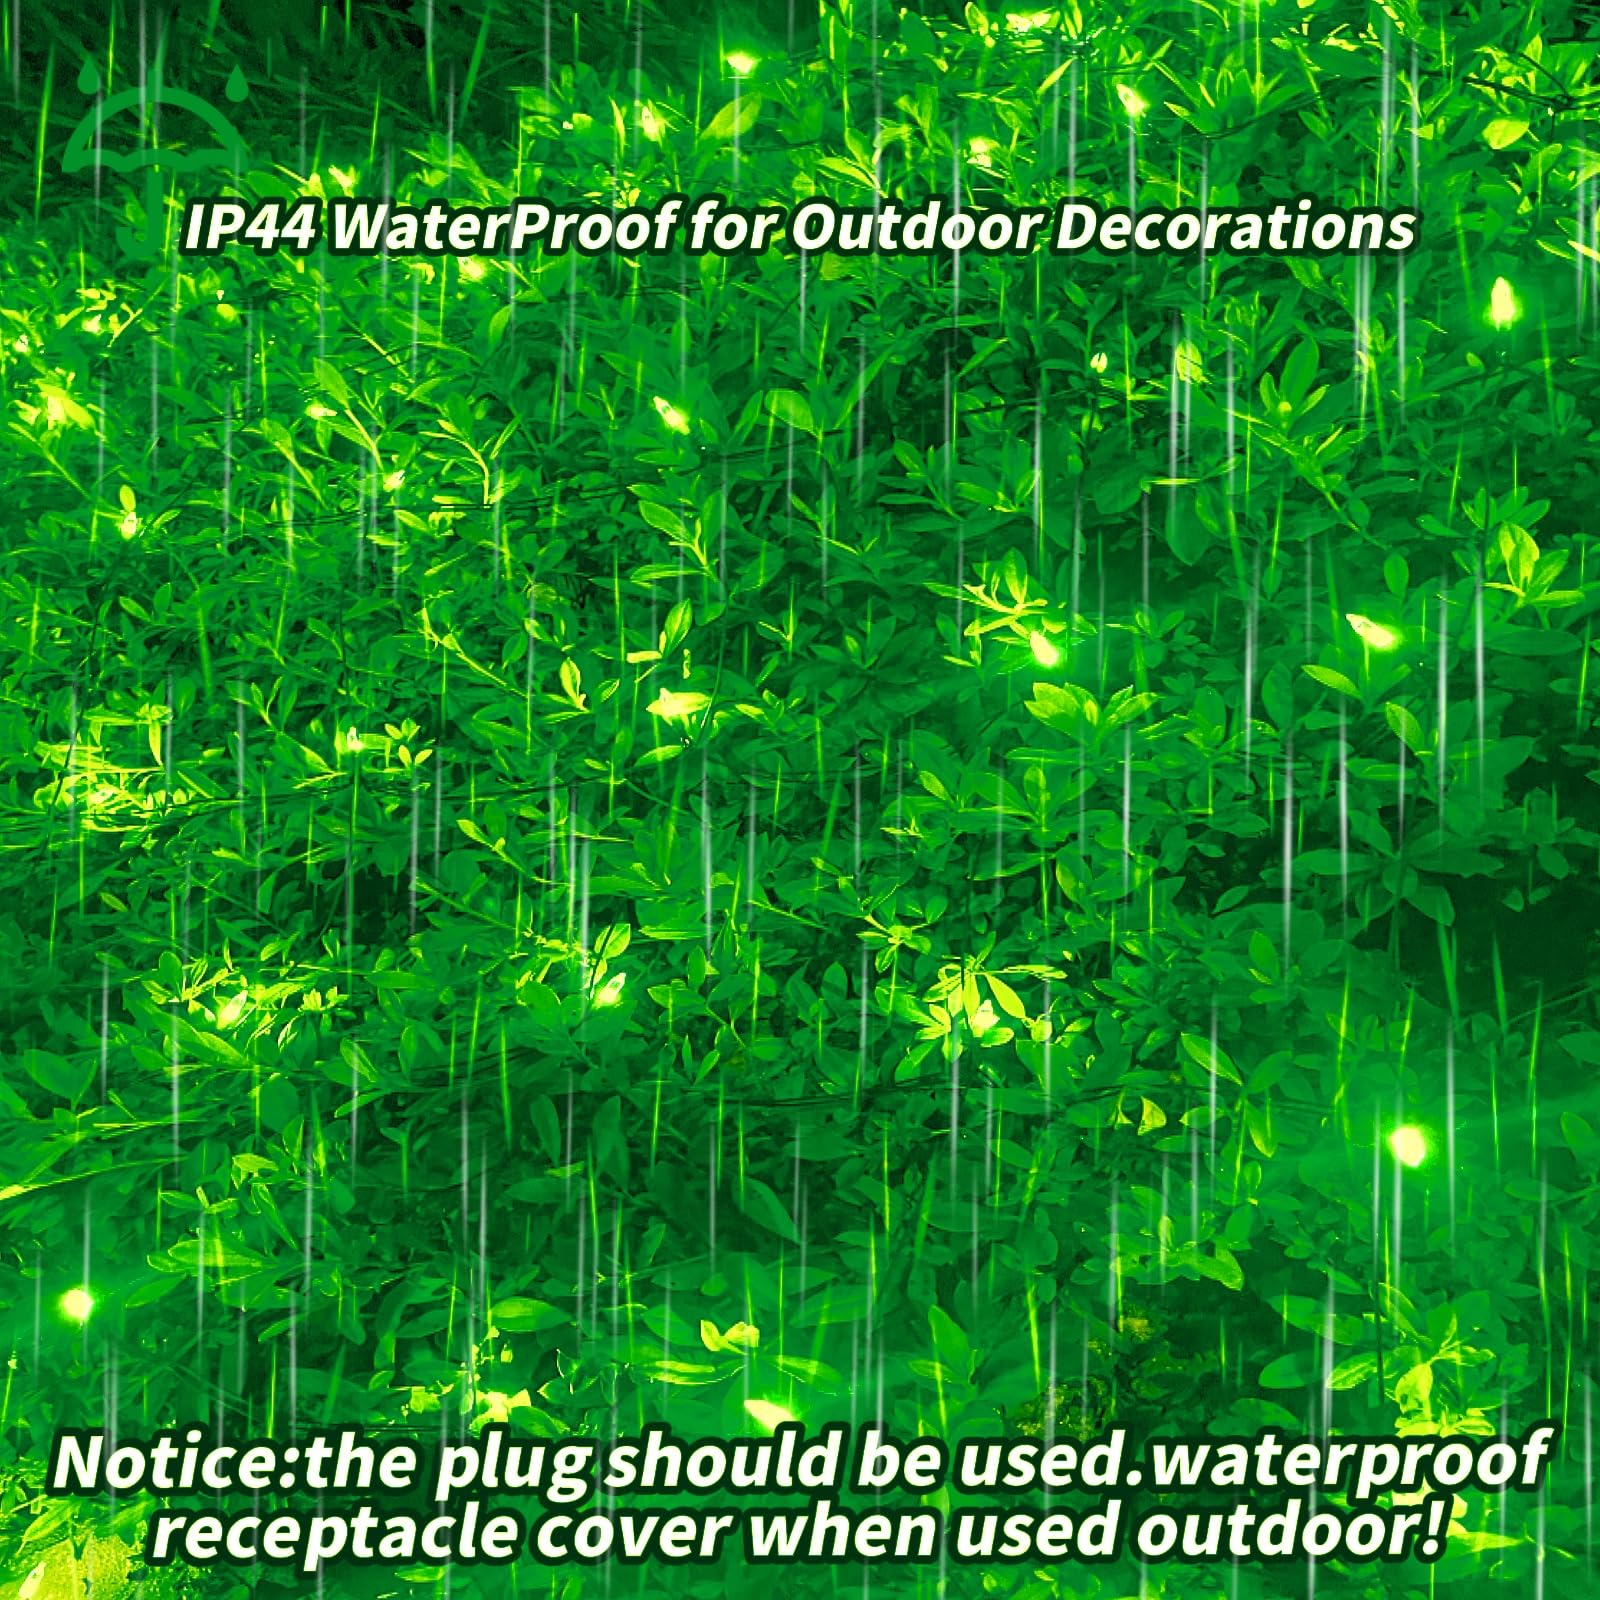 IP44 WaterProof for Outdoor Decorations
Notice:the plug should be used.waterproof
receptacle cover when used outdoor!